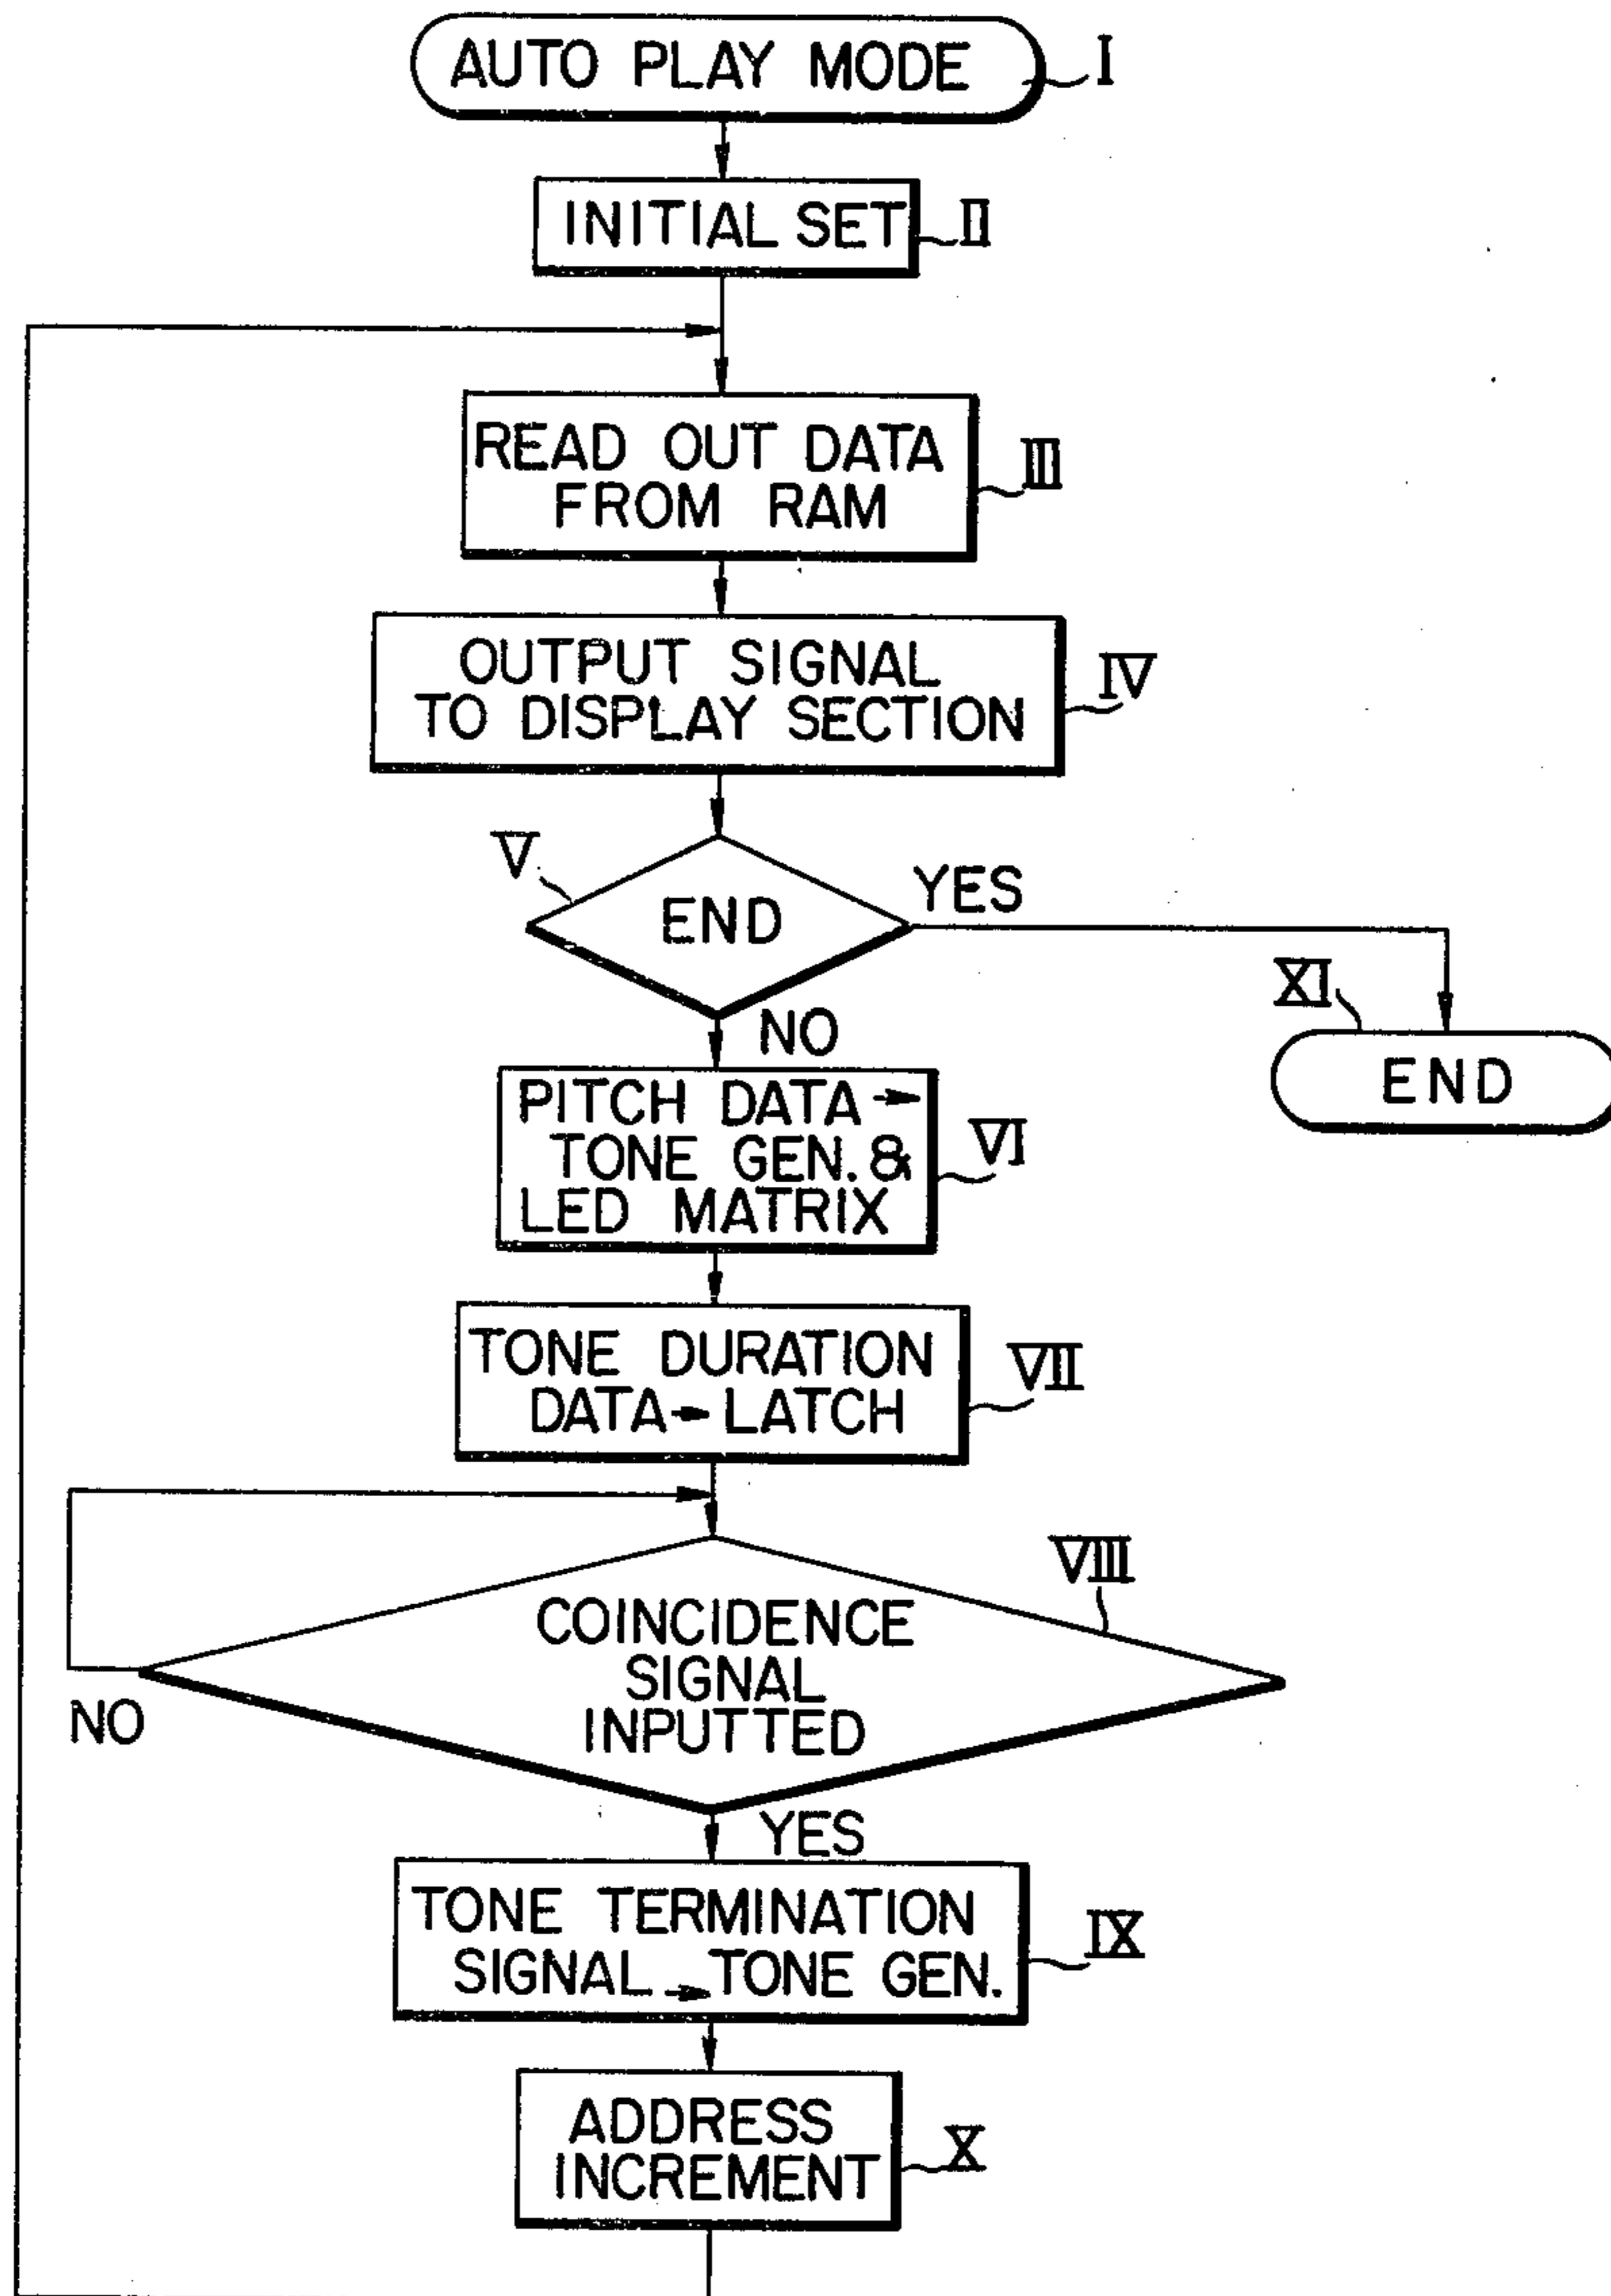 AUTO PLAY MODE
I
INITIAL SET
II
READ OUT DATA
FROM RAM
III
OUTPUT SIGNAL
TO DISPLAY SECTION
IV
V
END
YES
XI
END
NO
PITCH DATA →
TONE GEN. &
LED MATRIX
VI
TONE DURATION
DATA → LATCH
VII
VIII
COINCIDENCE
SIGNAL
INPUTTED
NO
YES
TONE TERMINATION
SIGNAL → TONE GEN.
IX
ADDRESS
INCREMENT
X